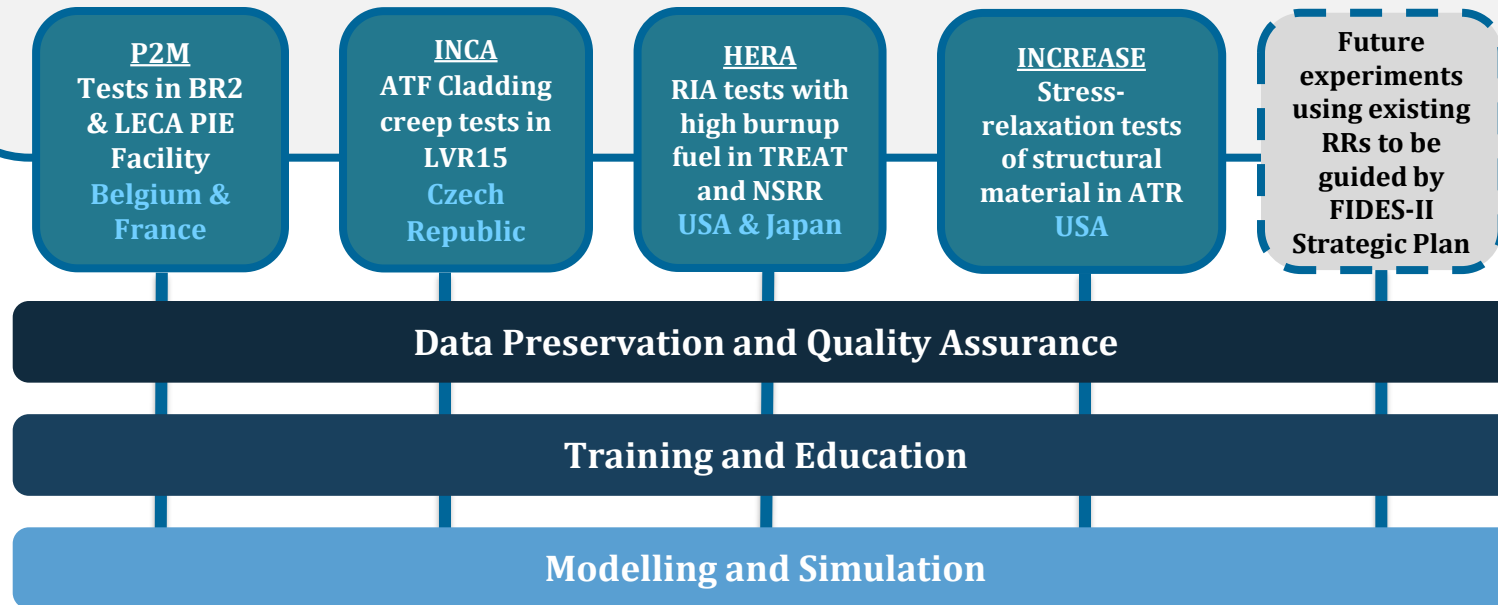 P2M
Tests in BR2
& LECA PIE
Facility
Belgium &
France
INCA
ATF Cladding
creep tests in
LVR15
Czech
Republic
HERA
RIA tests with
high burnup
fuel in TREAT
and NSRR
USA & Japan
INCREASE
Stress-
relaxation tests
of structural
material in ATR
USA
Future
experiments
using existing
RRs to be
guided by
FIDES-II
Strategic Plan
Data Preservation and Quality Assurance
Training and Education
Modelling and Simulation